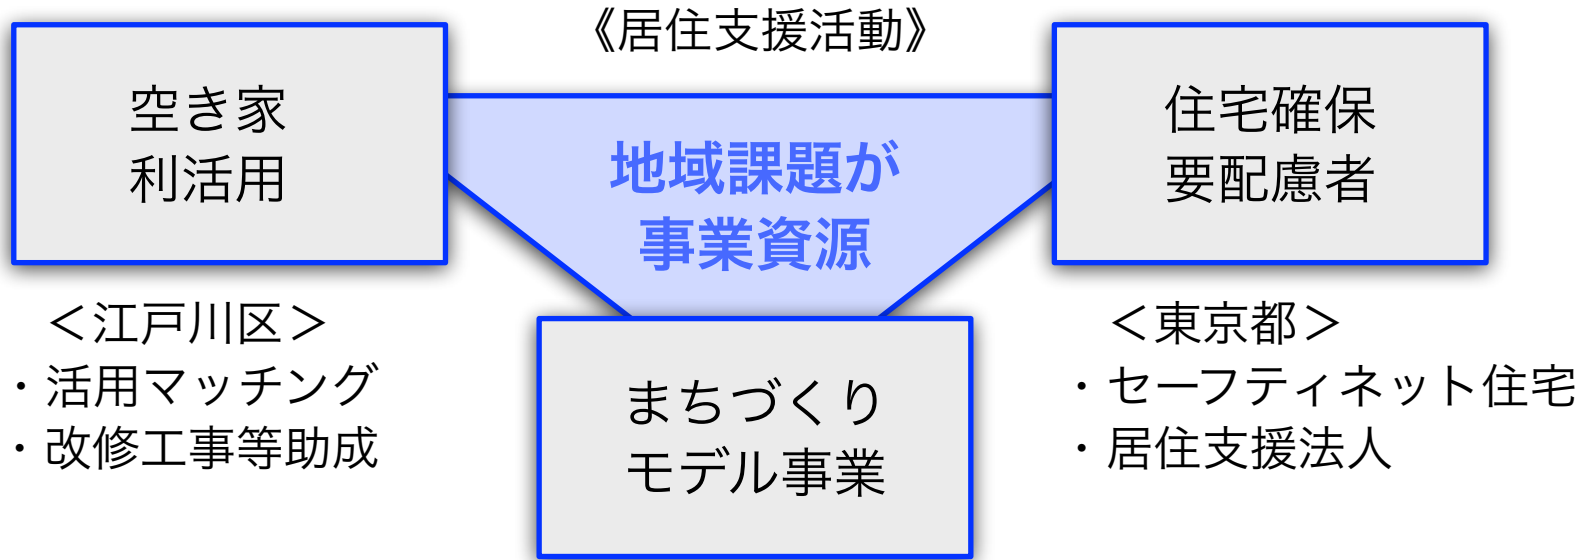 《居住支援活動》
空き家
利活用
地域課題が
事業資源
住宅確保
要配慮者
＜江戸川区＞
・活用マッチング
・改修工事等助成
まちづくり
モデル事業
＜東京都＞
・セーフティネット住宅
・居住支援法人